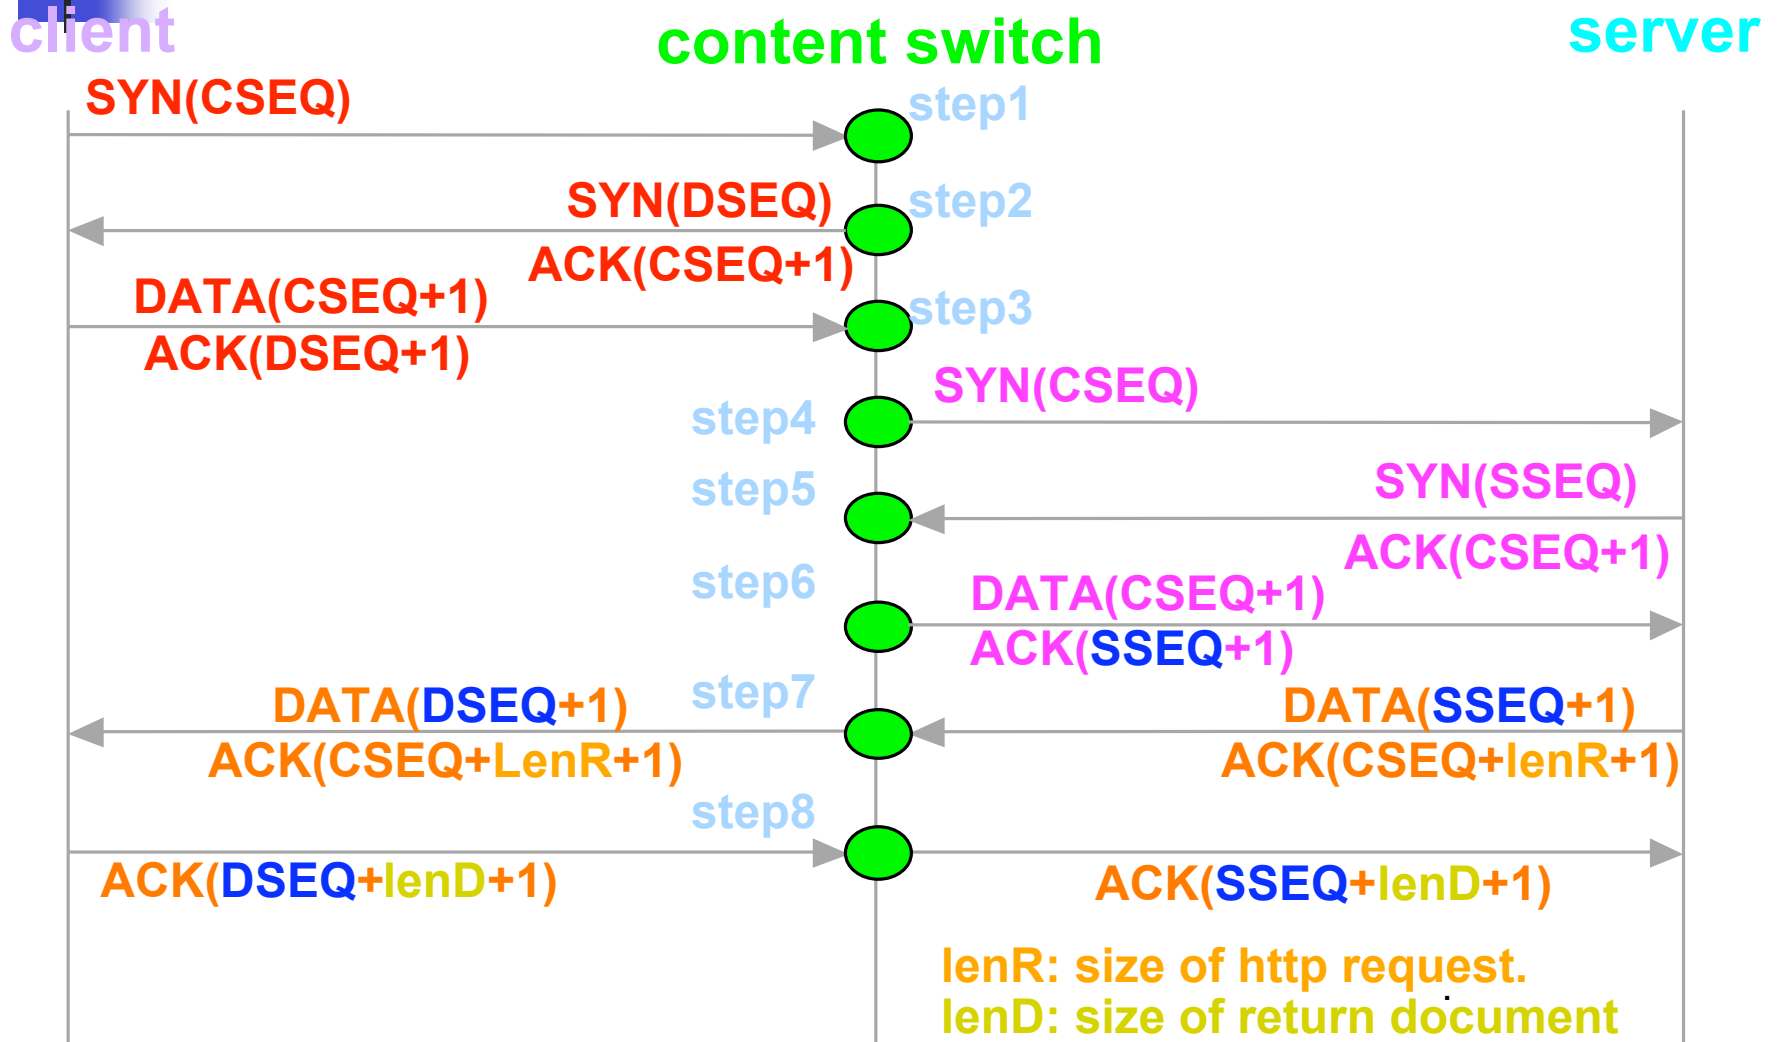 client
content switch
server
SYN(CSEQ)
step1
SYN(DSEQ)
step2
ACK(CSEQ+1)
DATA(CSEQ+1)
step3
ACK(DSEQ+1)
SYN(CSEQ)
step4
SYN(SSEQ)
step5
ACK(CSEQ+1)
step6
DATA(CSEQ+1)
ACK(SSEQ+1)
step7
DATA(DSEQ+1)
DATA(SSEQ+1)
ACK(CSEQ+LenR+1)
ACK(CSEQ+lenR+1)
step8
ACK(DSEQ+lenD+1)
ACK(SSEQ+lenD+1)
lenR: size of http request.
lenD: size of return document